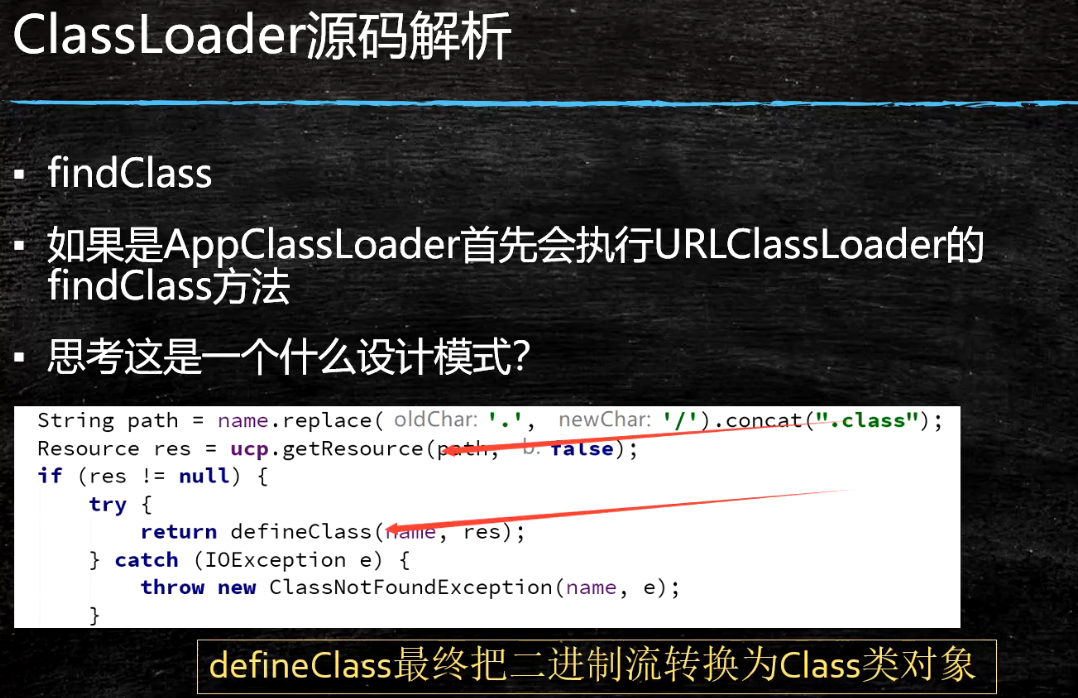 ClassLoader源码解析
▪ findClass
▪ 如果是AppClassLoader首先会执行URLClassLoader的
findClass方法
▪ 思考这是一个什么设计模式？
String path = name.replace( oldChar: '.', newChar: '/').concat(".class");
Resource res = ucp.getResource(path, b: false);
if (res != null) {
try {
return defineClass(name, res);
} catch (IOException e) {
throw new ClassNotFoundException(name, e);
}
defineClass最终把二进制流转换为Class类对象